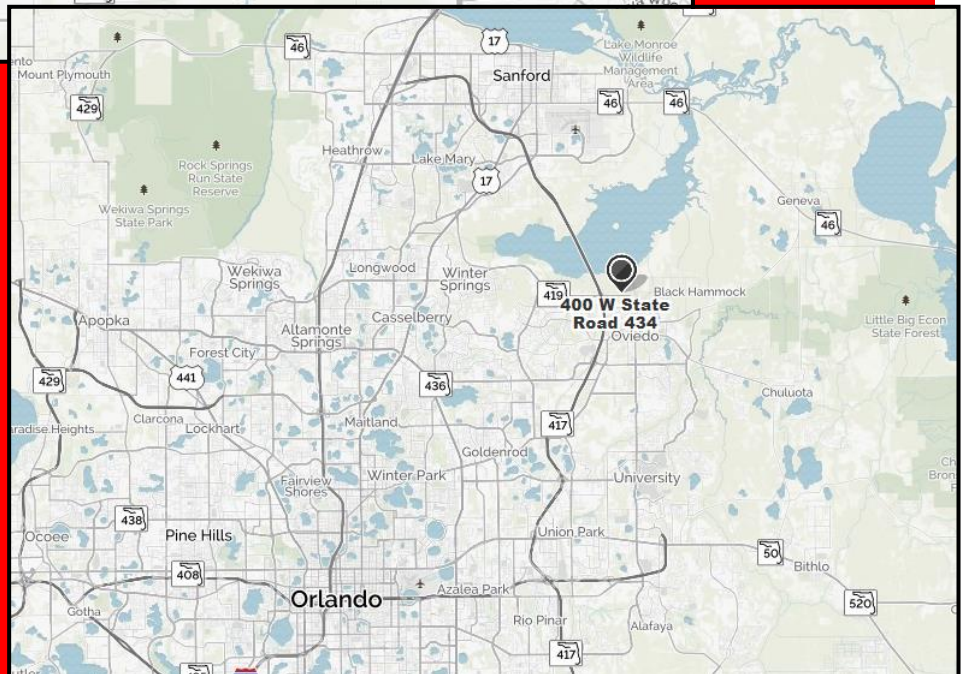 17
46
Sanford
Lake Monroe
Wildlife
Management
Area
Mount Plymouth
429
46
46
Heathrow
Lake Mary
Rock Springs
Run State
Reserve
17
Wekiwa Springs
State Park
Geneva
46
Wekiwa
Springs
Longwood
Winter
Springs
419
Black Hammock
400 W State
Road 434
Oviedo
Apopka
Altamonte
Springs
Casselberry
Little Big Econ
State Forest
Forest City
429
441
436
Chuluota
Clarcona
Lockhart
Maitland
417
Goldenrod
Fairview
Shores
Winter Park
University
438
Ocoee
Pine Hills
Union Park
50
Bithlo
408
Orlando
Azalea Park
520
Gotha
Rio Pinar
Alafaya
417